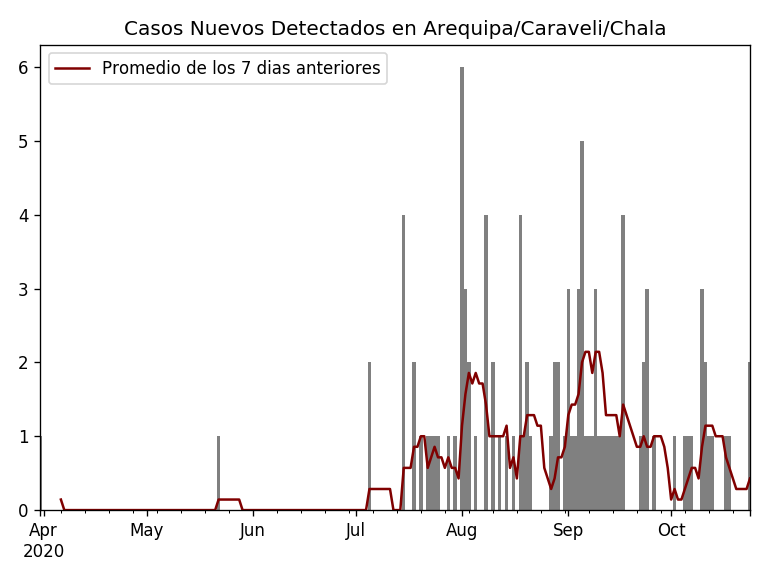 Casos Nuevos Detectados en Arequipa/Caraveli/Chala
Promedio de los 7 dias anteriores
6
5
4
3
2
1
0
Apr May Jun Jul Aug Sep Oct
2020